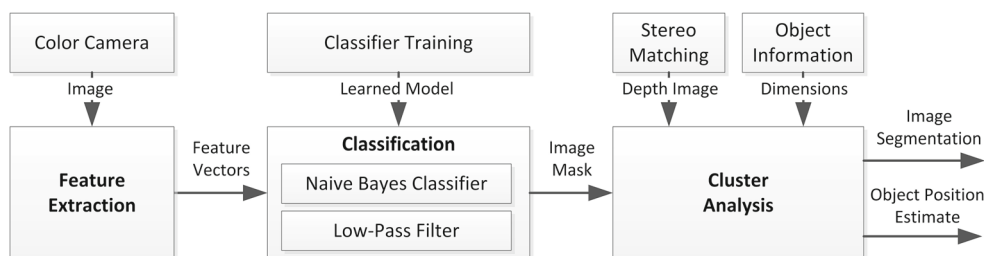 Color Camera
Classifier Training
Stereo
Matching
Object
Information
Image
Learned Model
Depth Image
Dimensions
Feature
Extraction
Feature
Vectors
Classification
Naive Bayes Classifier
Low-Pass Filter
Image
Mask
Cluster
Analysis
Image
Segmentation
Object Position
Estimate